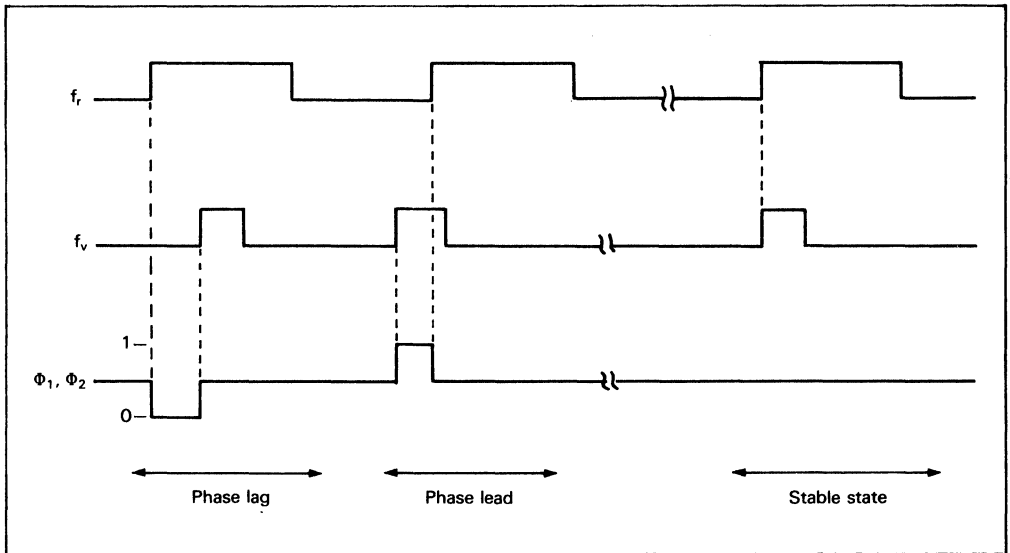 fr
fv
1
Φ1, Φ2
0
Phase lag
Phase lead
Stable state